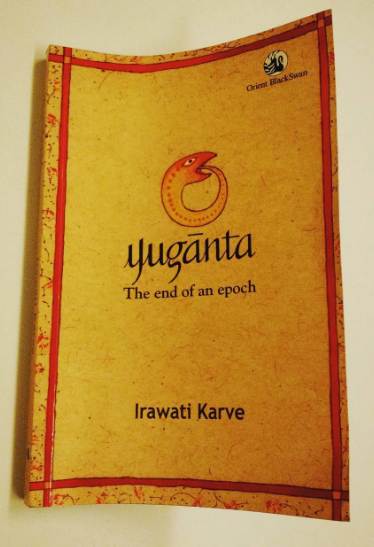 Orient BlackSwan
yugānta
The end of an epoch
Irawati Karve